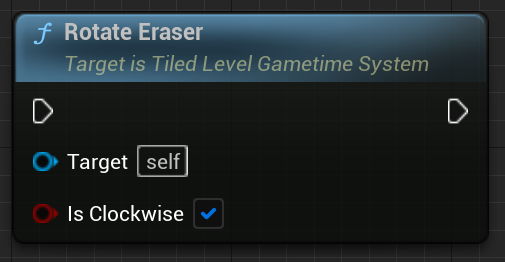 f Rotate Eraser
Target is Tiled Level Gametime System
Target self
Is Clockwise